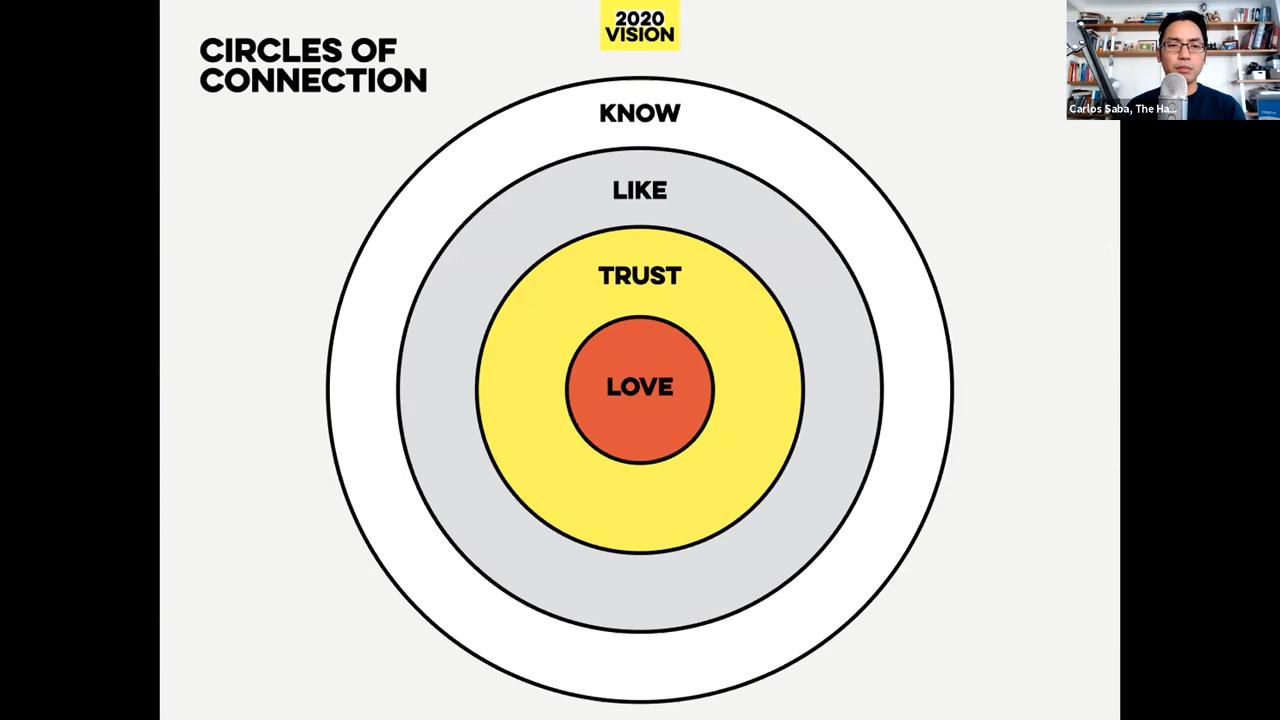 2020
VISION
CIRCLES OF
CONNECTION
KNOW
LIKE
TRUST
LOVE
Carlos Saba, The Ha...